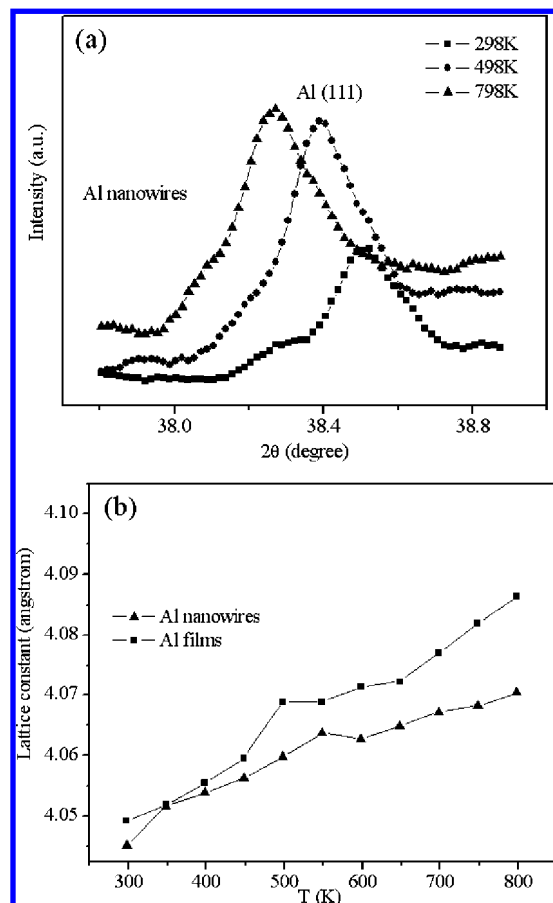 (a)
298K
498K
798K
Al (111)
Al nanowires
Intensity (a.u.)
38.0 38.4 38.8
2θ (degree)
(b)
4.10
4.09
4.08
4.07
4.06
4.05
Al nanowires
Al films
Lattice constant (angstrom)
300 400 500 600 700 800
T (K)